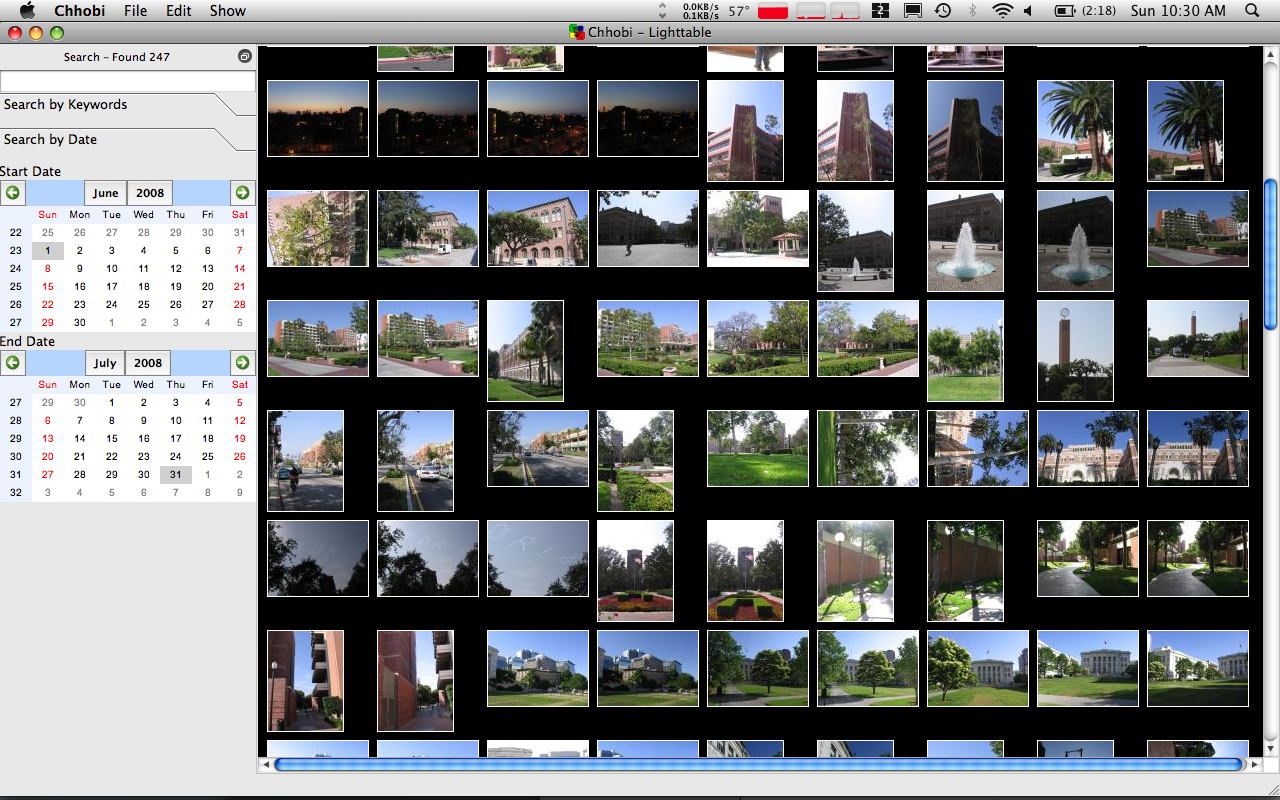 Chhobi File Edit Show 0.0KB/s 0.1KB/s 57° 2 (2:18) Sun 10:30 AM
Chhobi – Lighttable
Search – Found 247
Search by Keywords
Search by Date
Start Date
June 2008
Sun Mon Tue Wed Thu Fri Sat
22 25 26 27 28 29 30 31
23 1 2 3 4 5 6 7
24 8 9 10 11 12 13 14
25 15 16 17 18 19 20 21
26 22 23 24 25 26 27 28
27 29 30 1 2 3 4 5
End Date
July 2008
Sun Mon Tue Wed Thu Fri Sat
27 29 30 1 2 3 4 5
28 6 7 8 9 10 11 12
29 13 14 15 16 17 18 19
30 20 21 22 23 24 25 26
31 27 28 29 30 31 1 2
32 3 4 5 6 7 8 9